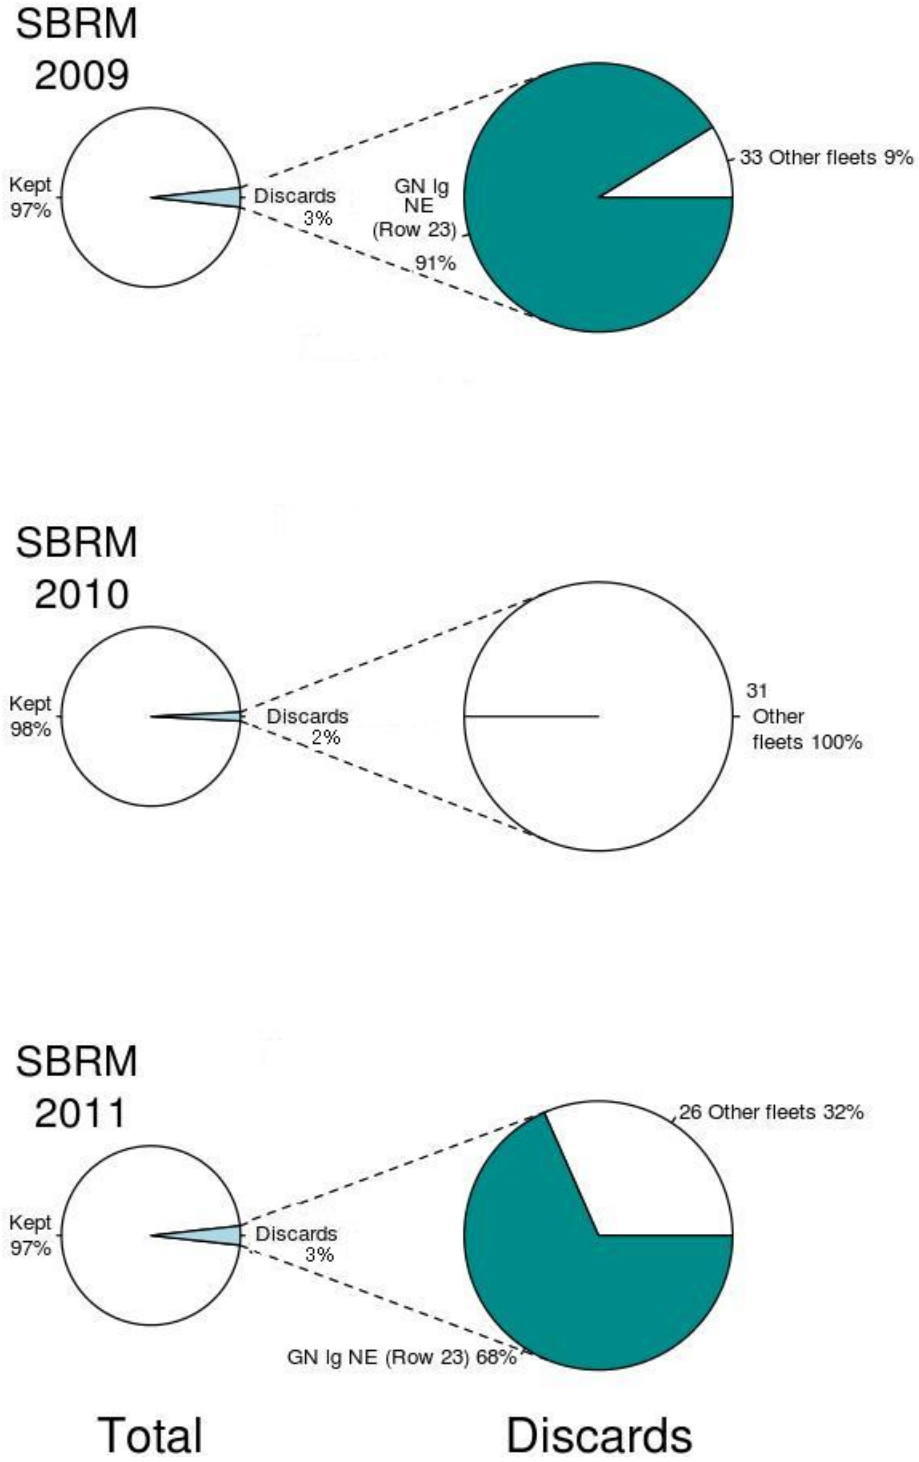 SBRM
2009
Kept
97%
Discards
3%
GN lg
NE
(Row 23)
91%
33 Other fleets 9%
SBRM
2010
Kept
98%
Discards
2%
31
Other
fleets 100%
SBRM
2011
Kept
97%
Discards
3%
26 Other fleets 32%
GN lg NE (Row 23) 68%
Total
Discards